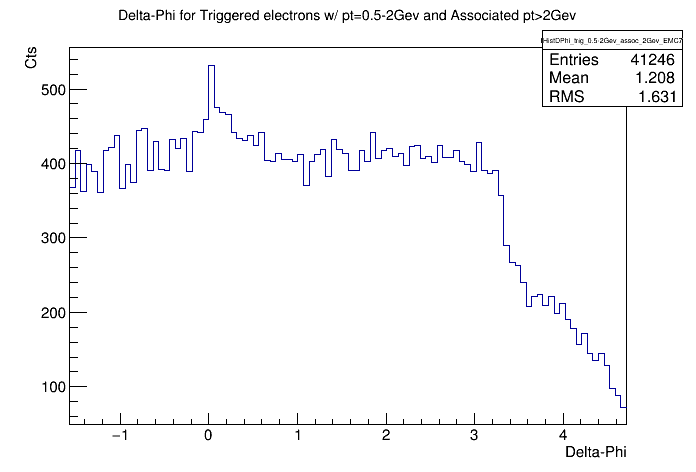 Delta-Phi for Triggered electrons w/ pt=0.5-2Gev and Associated pt>2Gev
HistDPhi_trig_0.5-2Gev_assoc_2Gev_EMC7
Entries 41246
Mean 1.208
RMS 1.631
Cts
500
400
300
200
100
−1 0 1 2 3 4
Delta-Phi